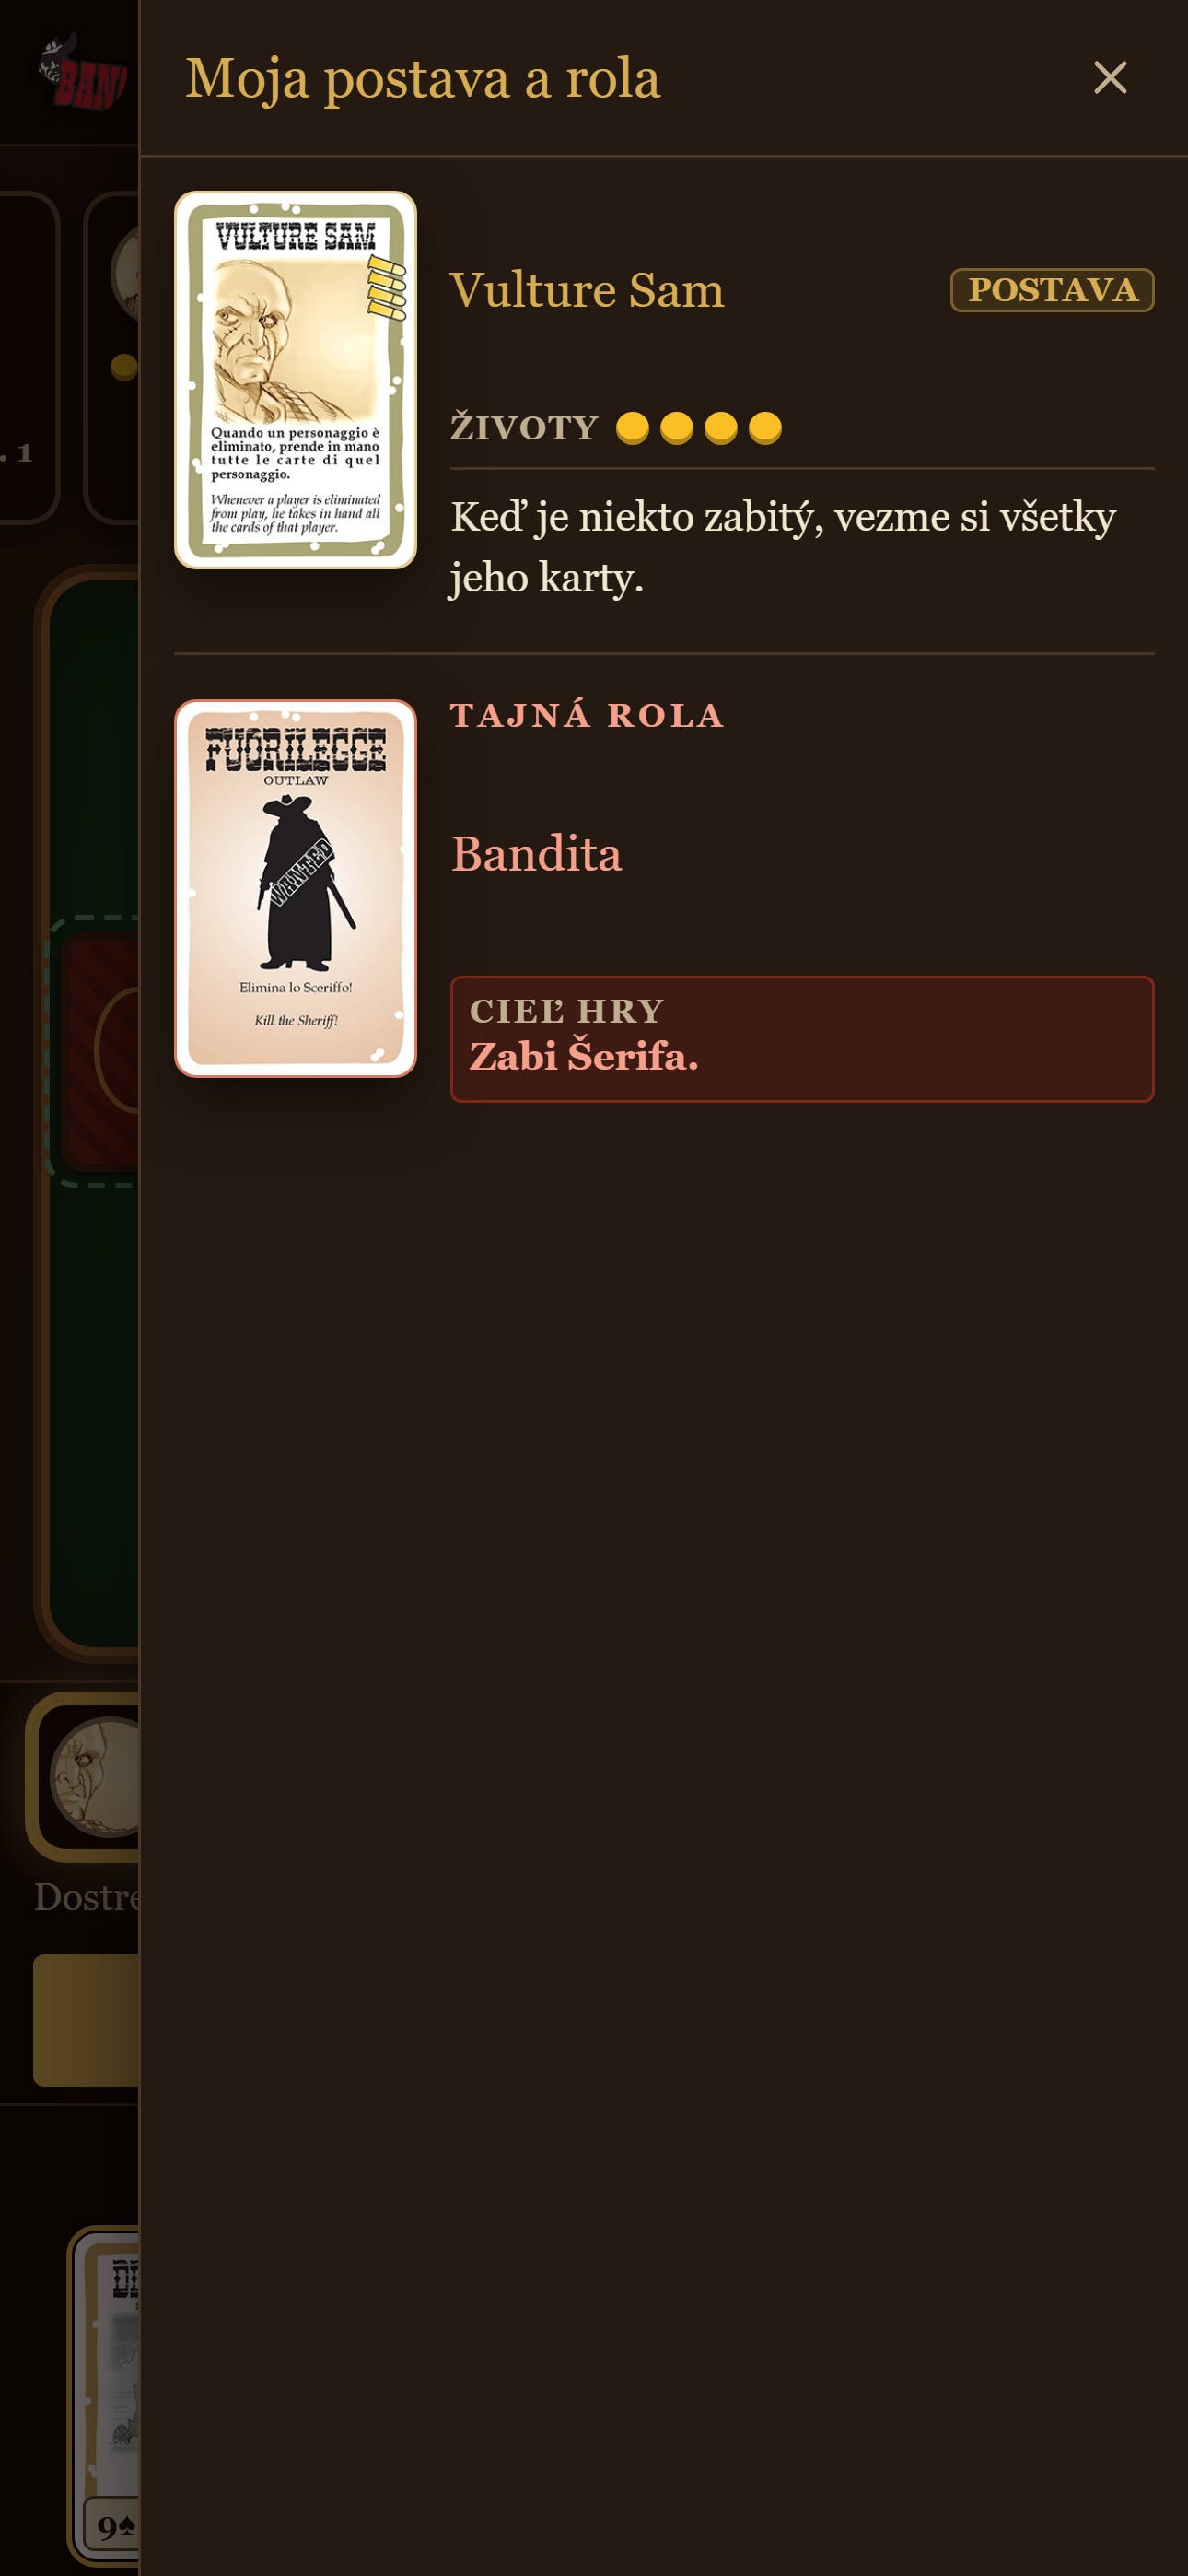 BANG
Moja postava a rola
. 1
VULTURE SAM
Quando un personaggio è
eliminato, prende in mano
tutte le carte di quel
personaggio.
Whenever a player is eliminated
from play, he takes in hand all
the cards of that player.
Vulture Sam
POSTAVA
ŽIVOTY
Keď je niekto zabitý, vezme si všetky
jeho karty.
FUORILEGGE
OUTLAW
WANTED
Elimina lo Sceriffo!
Kill the Sheriff!
TAJNÁ ROLA
Bandita
CIEĽ HRY
Zabi Šerifa.
Dostre
9♠